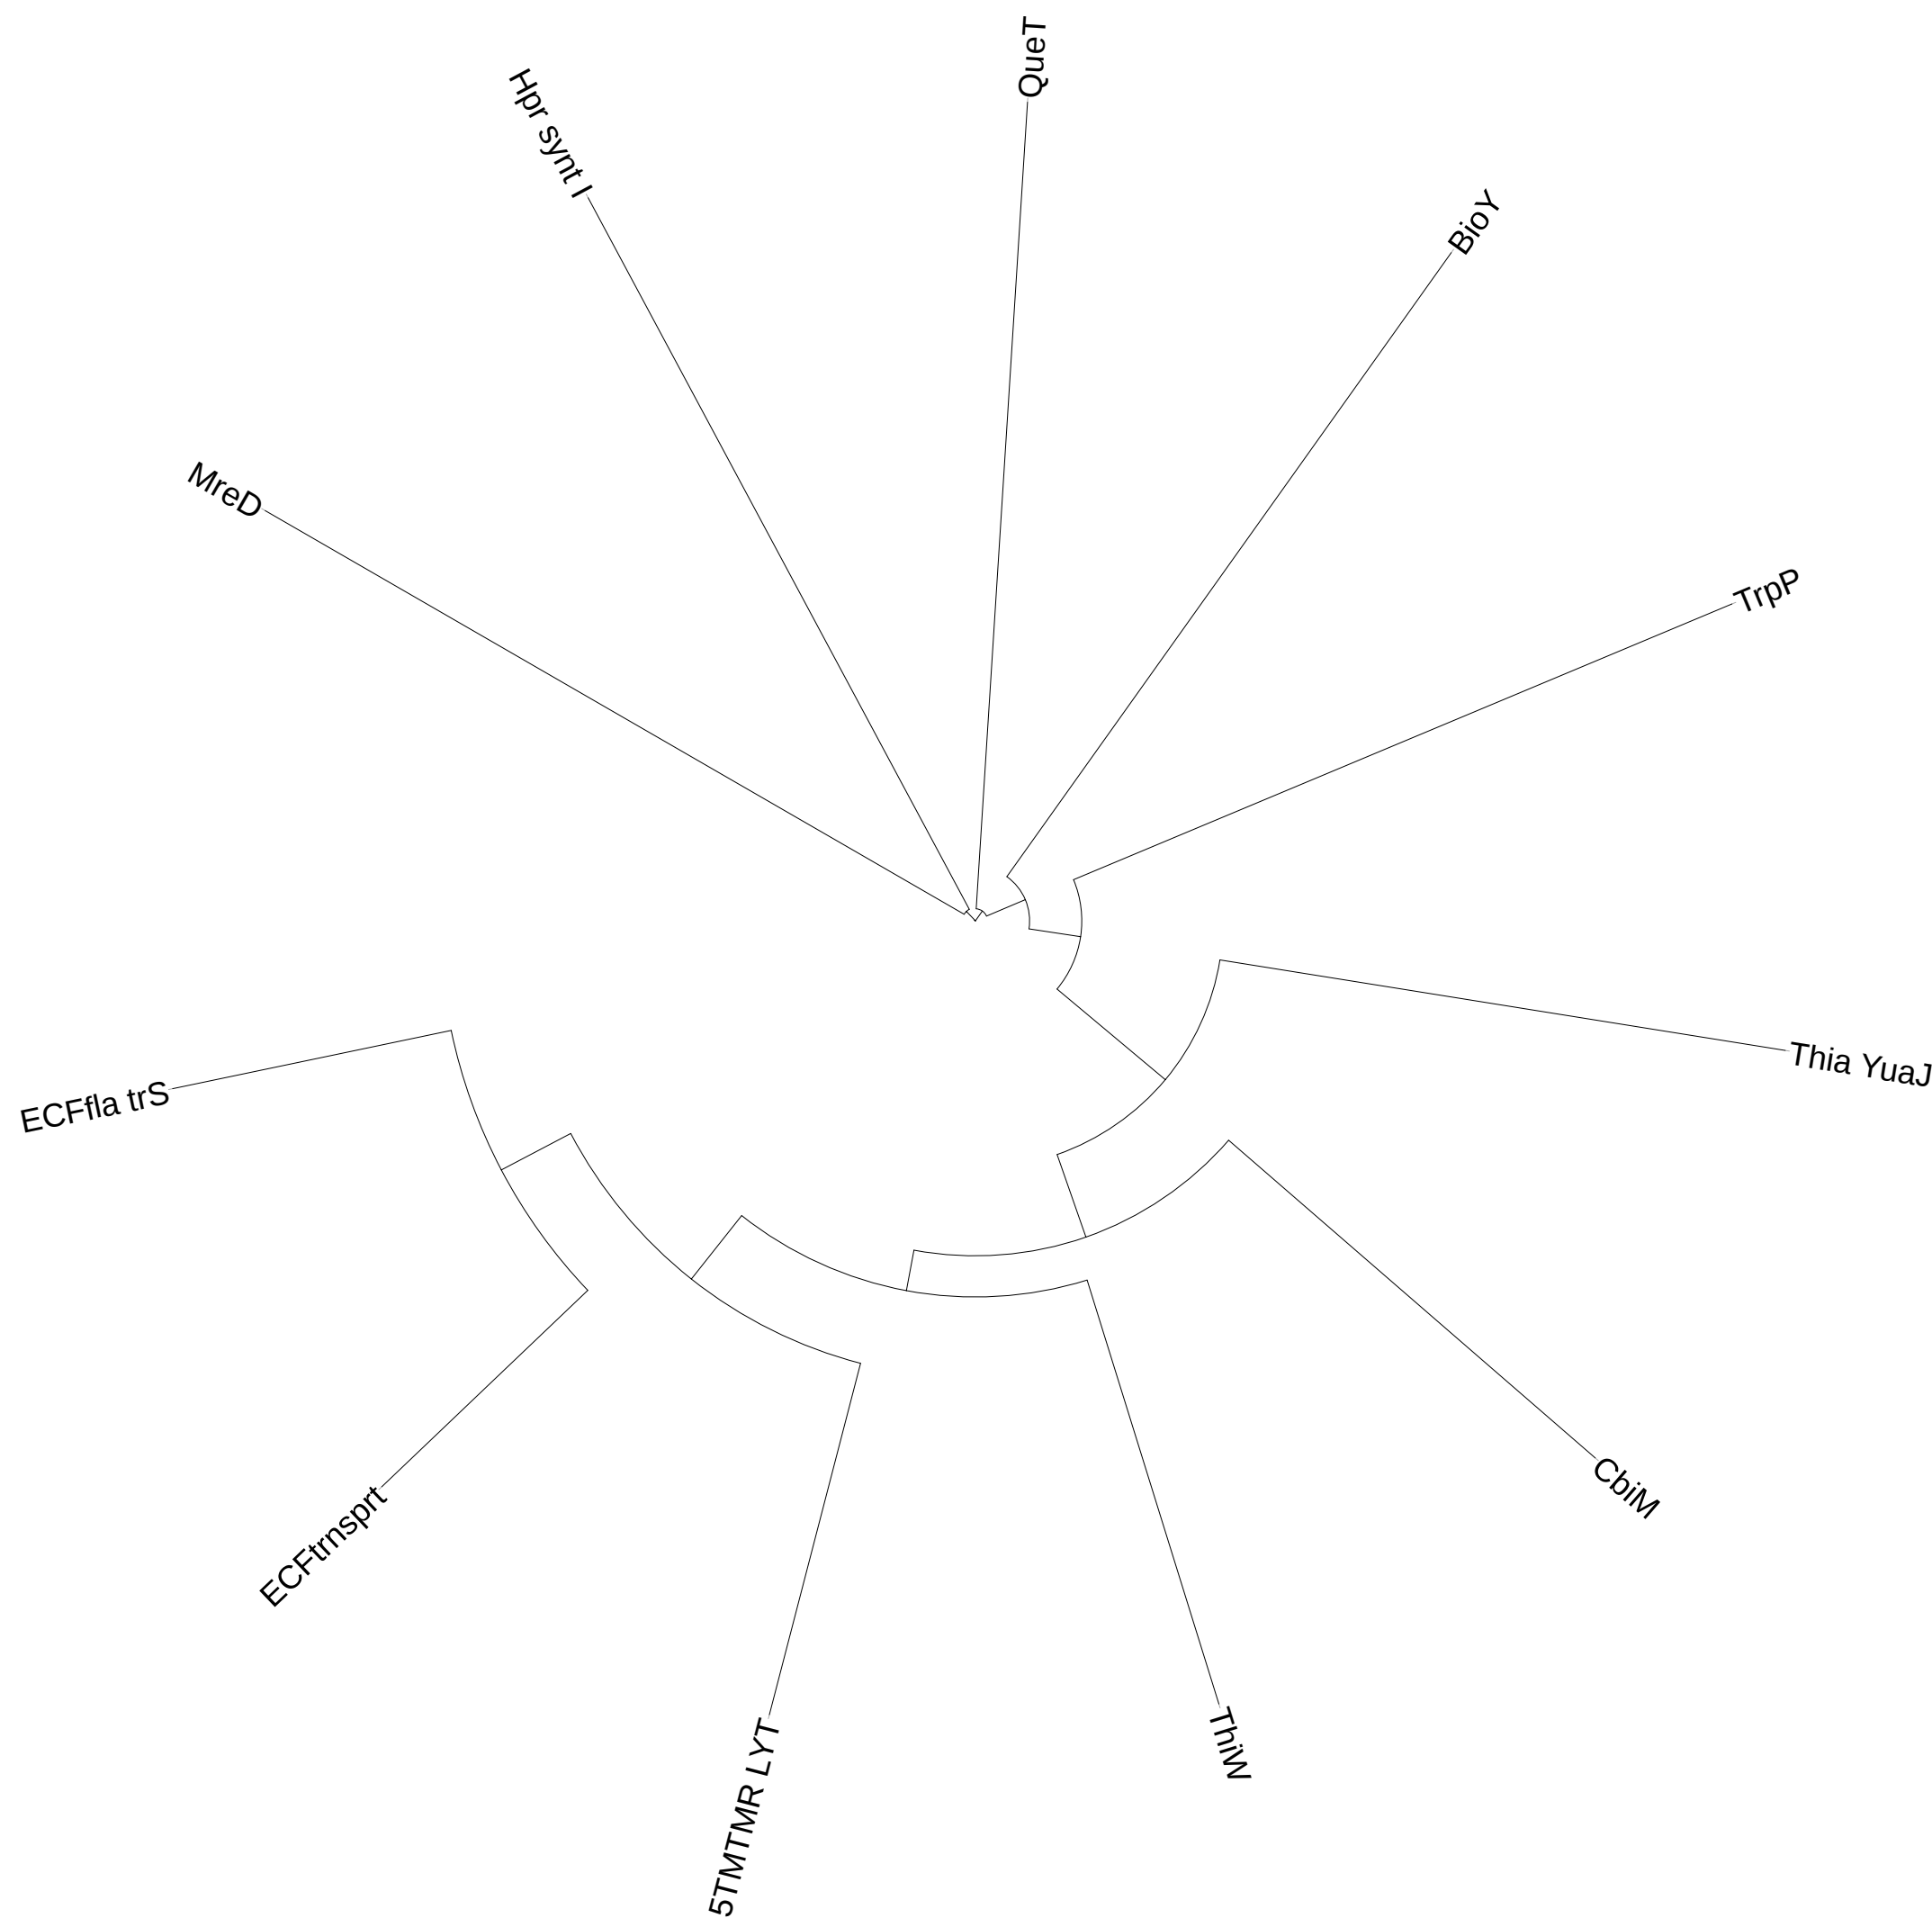 QueT
Hpr synt I
BioY
MreD
TrpP
Thia YuaJ
ECFfla trS
CbiM
ECFtrnsprt
ThiW
5TMTMR LYT